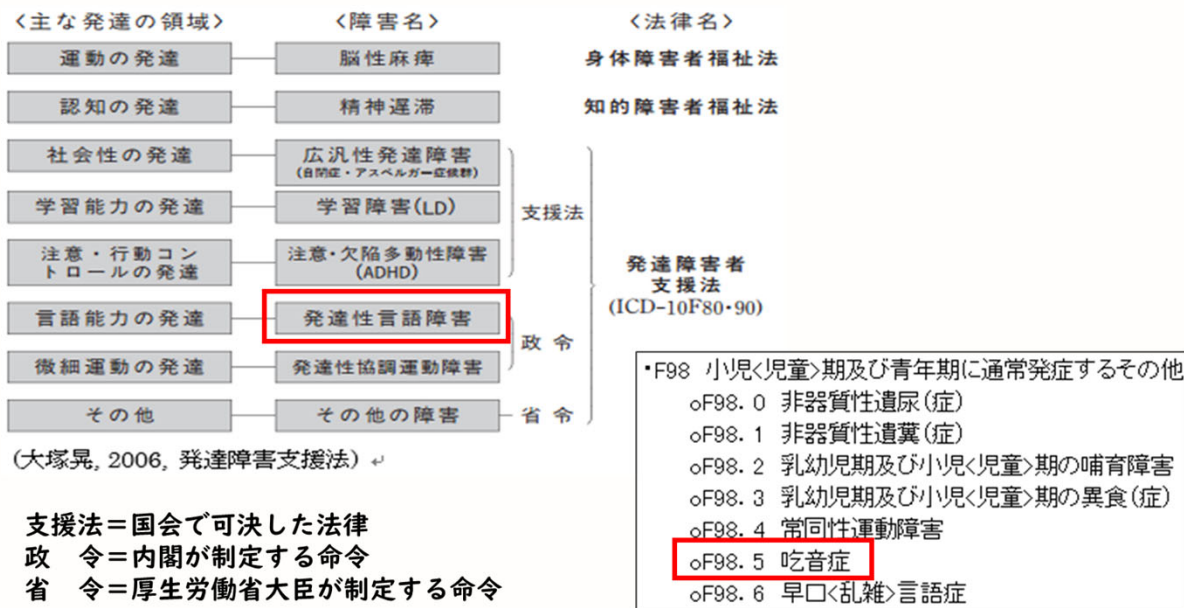 〈主な発達の領域〉 〈障害名〉 〈法律名〉
運動の発達 脳性麻痺 身体障害者福祉法
認知の発達 精神遅滞 知的障害者福祉法
社会性の発達 広汎性発達障害
(自閉症・アスペルガー症候群)
学習能力の発達 学習障害(LD) 支援法
注意・行動コン
トロールの発達
注意・欠陥多動性障害
(ADHD)
発達障害者
支援法
(ICD-10F80・90)
言語能力の発達 発達性言語障害
政 令
微細運動の発達 発達性協調運動障害
その他 その他の障害 省 令
(大塚晃, 2006, 発達障害支援法) ↵
支援法=国会で可決した法律
政 令=内閣が制定する命令
省 令=厚生労働省大臣が制定する命令
・F98 小児<児童>期及び青年期に通常発症するその他
oF98. 0 非器質性遺尿(症)
oF98. 1 非器質性遺糞(症)
oF98. 2 乳幼児期及び小児<児童>期の哺育障害
oF98. 3 乳幼児期及び小児<児童>期の異食(症)
oF98. 4 常同性運動障害
oF98. 5 吃音症
oF98. 6 早口<乱雑>言語症